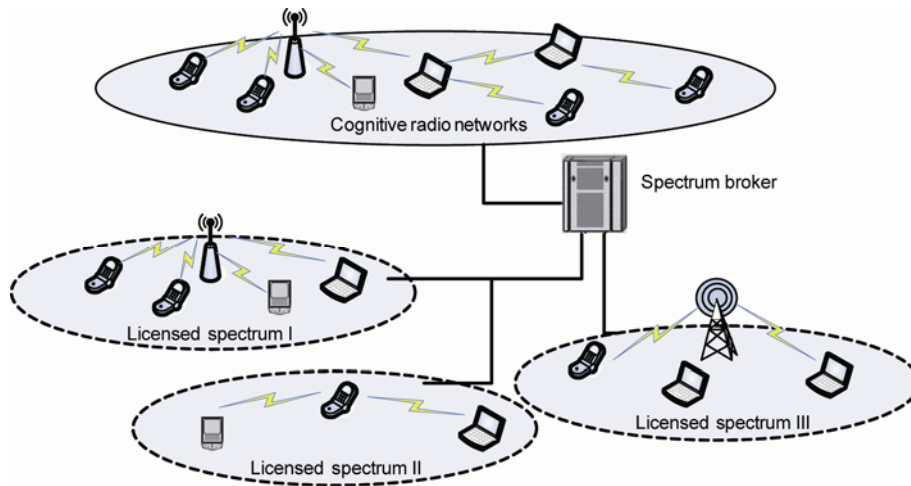 Cognitive radio networks
Spectrum broker
Licensed spectrum I
Licensed spectrum III
Licensed spectrum II